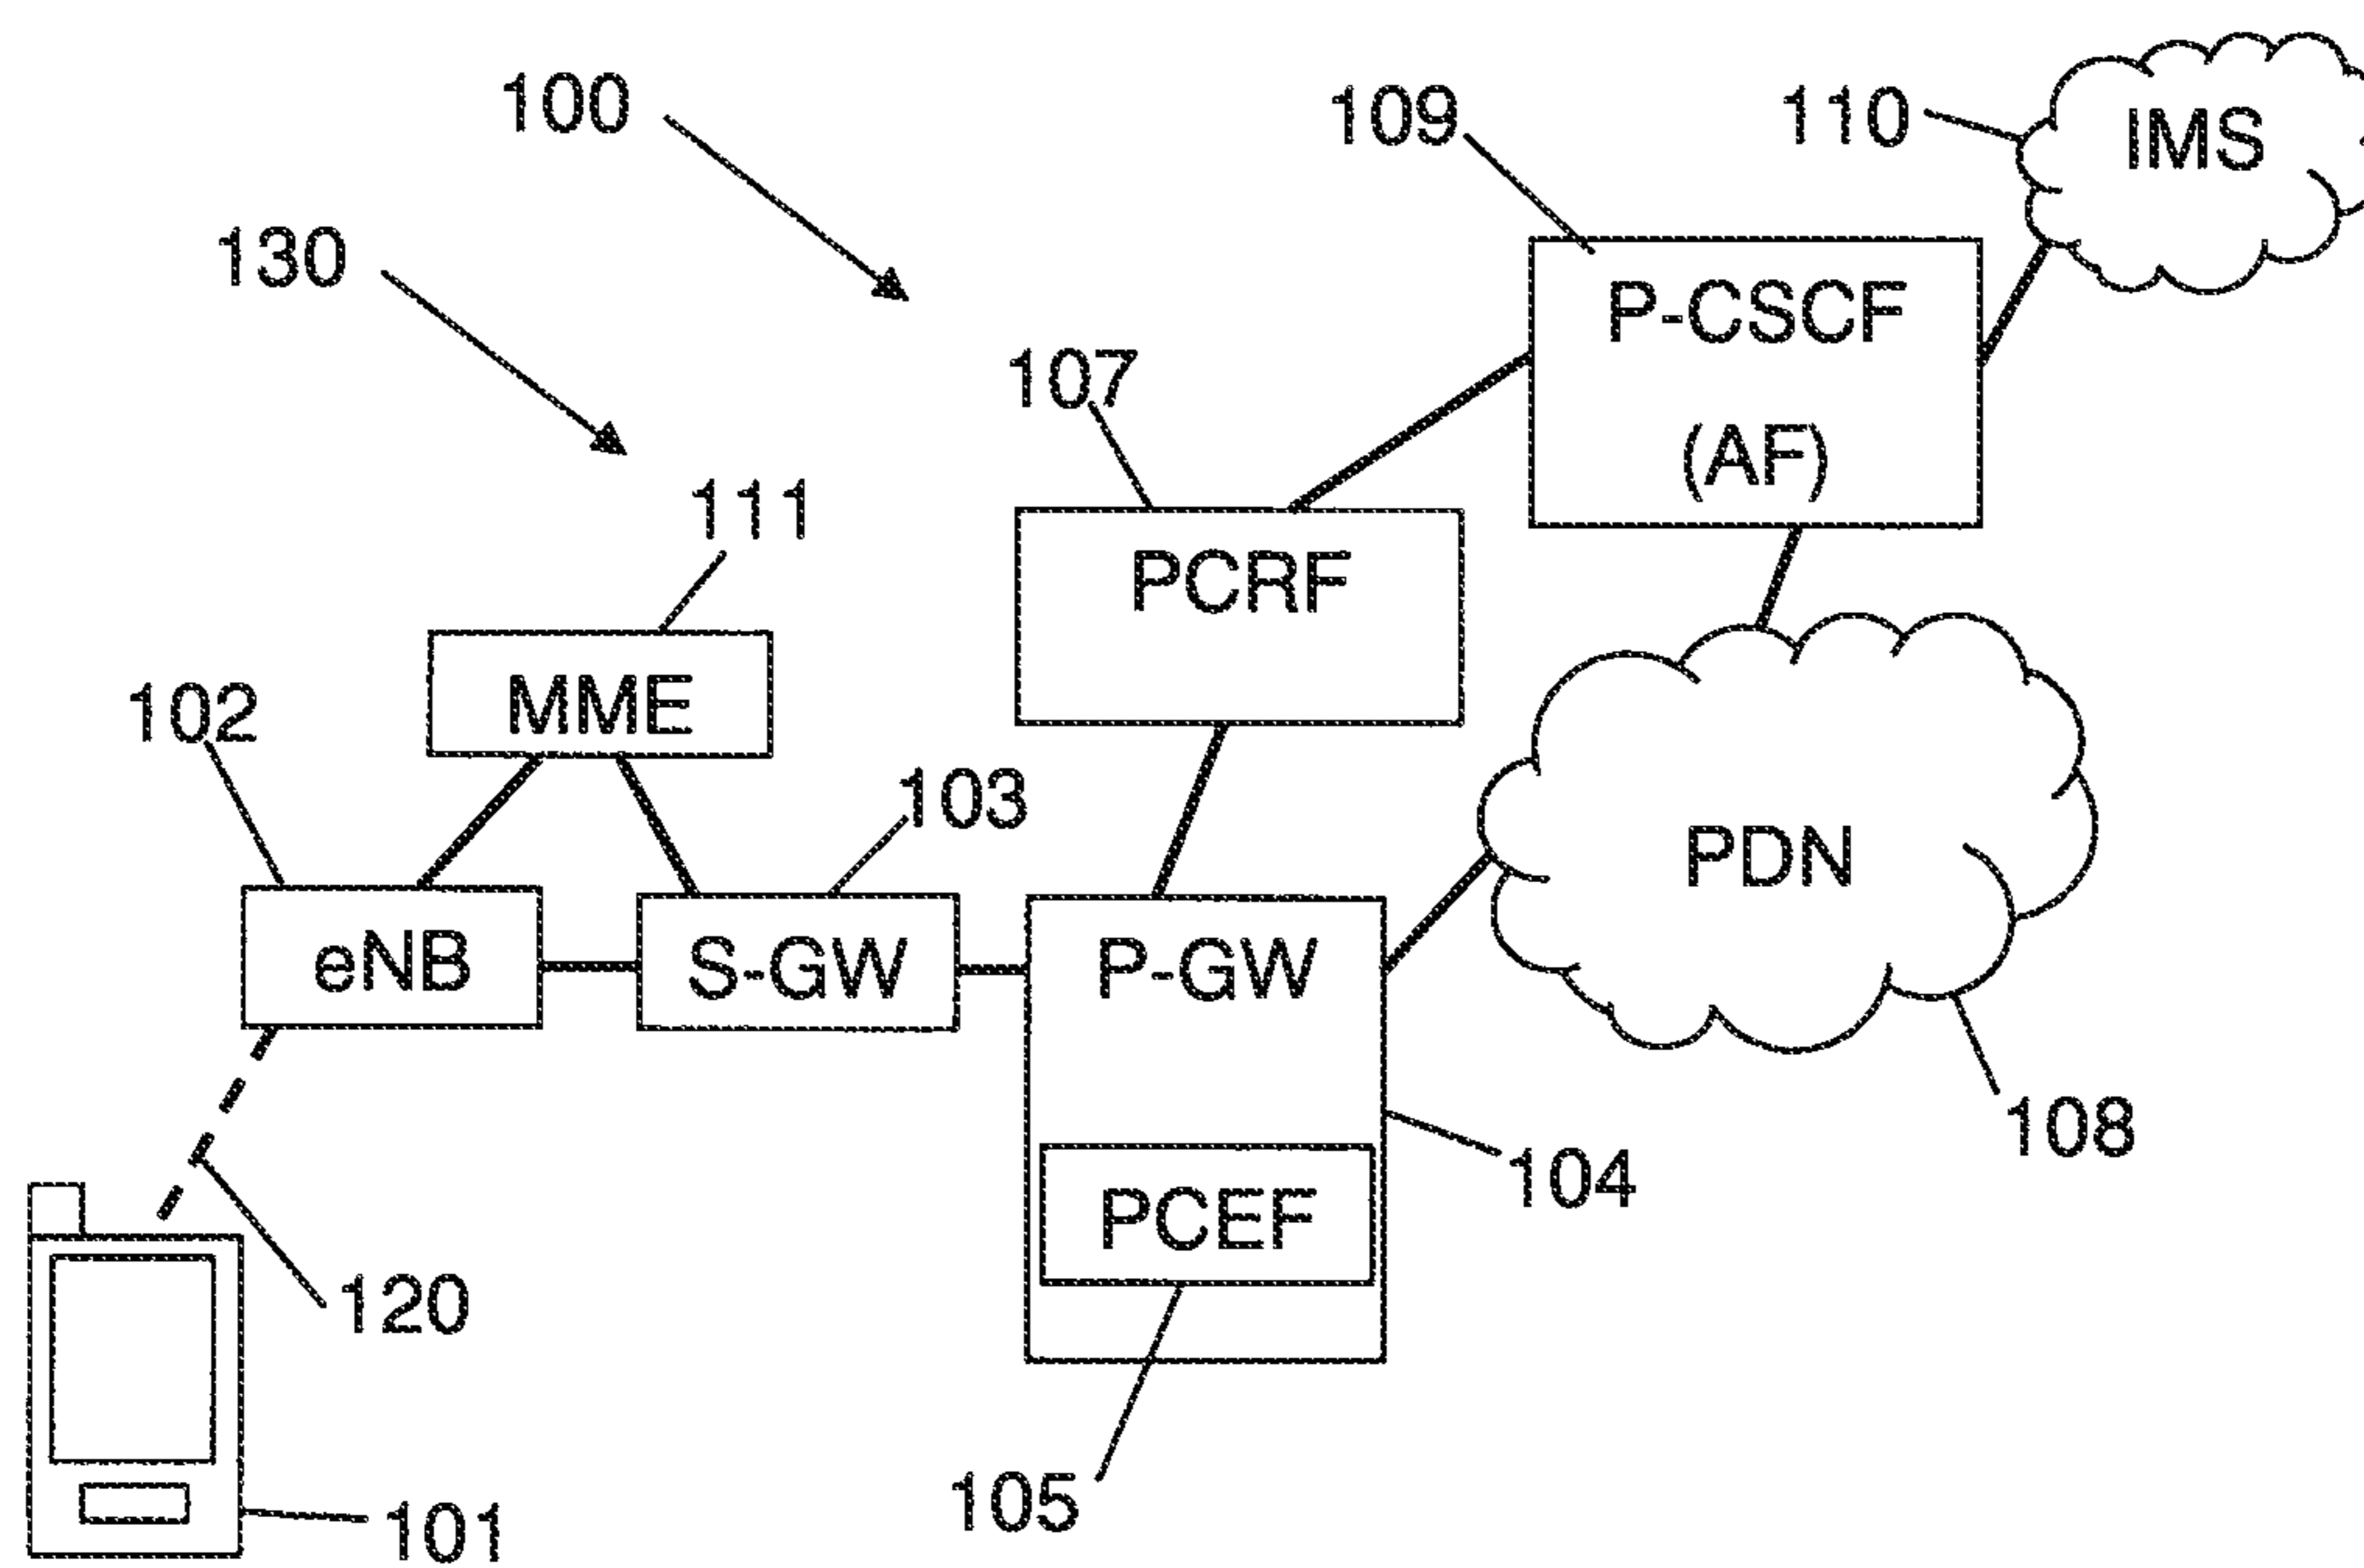 100
109
110
IMS
130
P-CSCF
(AF)
107
111
PCRF
102
MME
103
PDN
eNB
S-GW
P-GW
108
104
PCEF
120
105
101